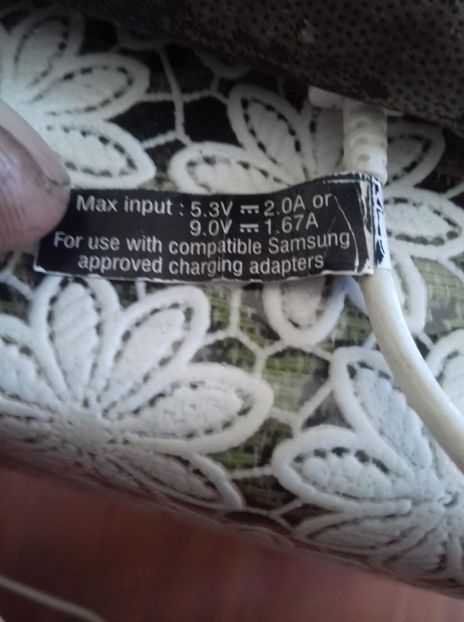 Max input : 5.3V ⎓ 2.0A or
9.0V ⎓ 1.67A
For use with compatible Samsung
approved charging adapters